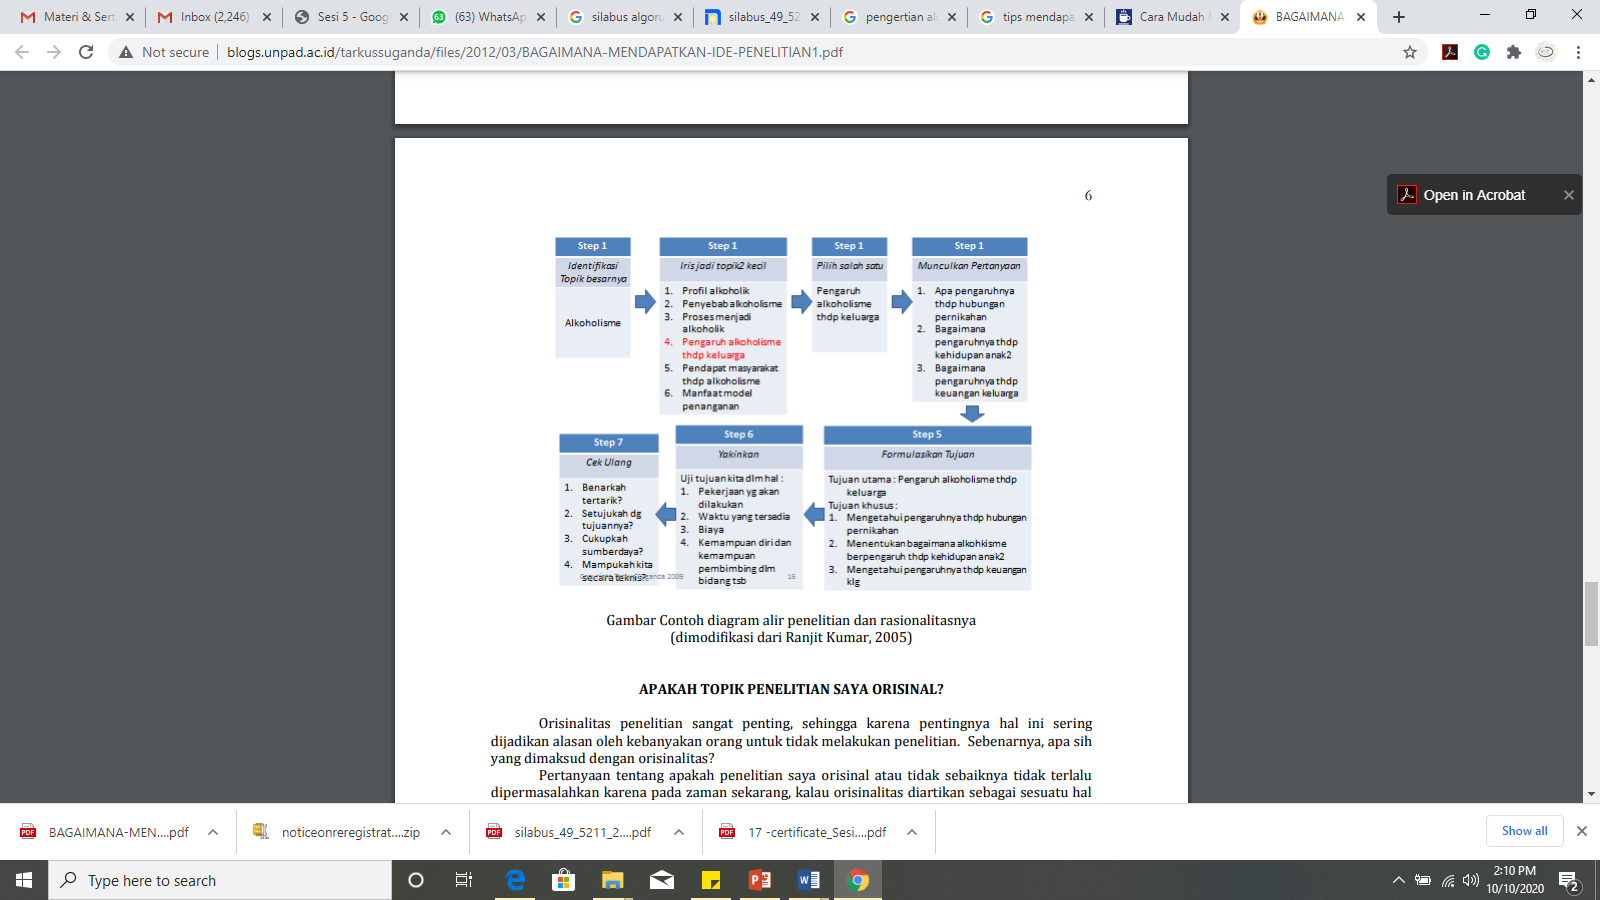 Materi & Sert
Inbox (2,246)
Sesi 5 - Goog
(63) WhatsAp
silabus algoru
silabus_49_52
pengertian al
tips mendapa
Cara Mudah
BAGAIMANA
Not secure
blogs.unpad.ac.id/tarkussuganda/files/2012/03/BAGAIMANA-MENDAPATKAN-IDE-PENELITIAN1.pdf
Open in Acrobat
6
Step 1
Identifikasi
Topik besarnya
Alkoholisme
Step 1
Iris jadi topik2 kecil
1. Profil alkoholik
2. Penyebab alkoholisme
3. Proses menjadi
alkoholik
4. Pengaruh alkoholisme
thdp keluarga
5. Pendapat masyarakat
thdp alkoholisme
6. Manfaat model
penanganan
Step 1
Pilih salah satu
Pengaruh
alkoholisme
thdp keluarga
Step 1
Munculkan Pertanyaan
1. Apa pengaruhnya
thdp hubungan
pernikahan
2. Bagaimana
pengaruhnya thdp
kehidupan anak2
3. Bagaimana
pengaruhnya thdp
keuangan keluarga
Step 5
Formulasikan Tujuan
Tujuan utama : Pengaruh alkoholisme thdp
keluarga
Tujuan khusus :
1. Mengetahui pengaruhnya thdp hubungan
pernikahan
2. Menentukan bagaimana alkohkisme
berpengaruh thdp kehidupan anak2
3. Mengetahui pengaruhnya thdp keuangan
klg
Step 6
Yakinkan
Uji tujuan kita dlm hal :
1. Pekerjaan yg akan
dilakukan
2. Waktu yang tersedia
3. Biaya
4. Kemampuan diri dan
kemampuan
pembimbing dlm
bidang tsb
Step 7
Cek Ulang
1. Benarkah
tertarik?
2. Setujukah dg
tujuannya?
3. Cukupkah
sumberdaya?
4. Mampukah kita
secara teknis?
2009
16
Gambar Contoh diagram alir penelitian dan rasionalitasnya
(dimodifikasi dari Ranjit Kumar, 2005)
APAKAH TOPIK PENELITIAN SAYA ORISINAL?
Orisinalitas penelitian sangat penting, sehingga karena pentingnya hal ini sering
dijadikan alasan oleh kebanyakan orang untuk tidak melakukan penelitian. Sebenarnya, apa sih
yang dimaksud dengan orisinalitas?
Pertanyaan tentang apakah penelitian saya orisinal atau tidak sebaiknya tidak terlalu
dipermasalahkan karena pada zaman sekarang, kalau orisinalitas diartikan sebagai sesuatu hal
BAGAIMANA-MEN....pdf
noticeonreregistrat....zip
silabus_49_5211_2....pdf
17 -certificate_Sesi....pdf
Show all
Type here to search
2:10 PM
10/10/2020
2